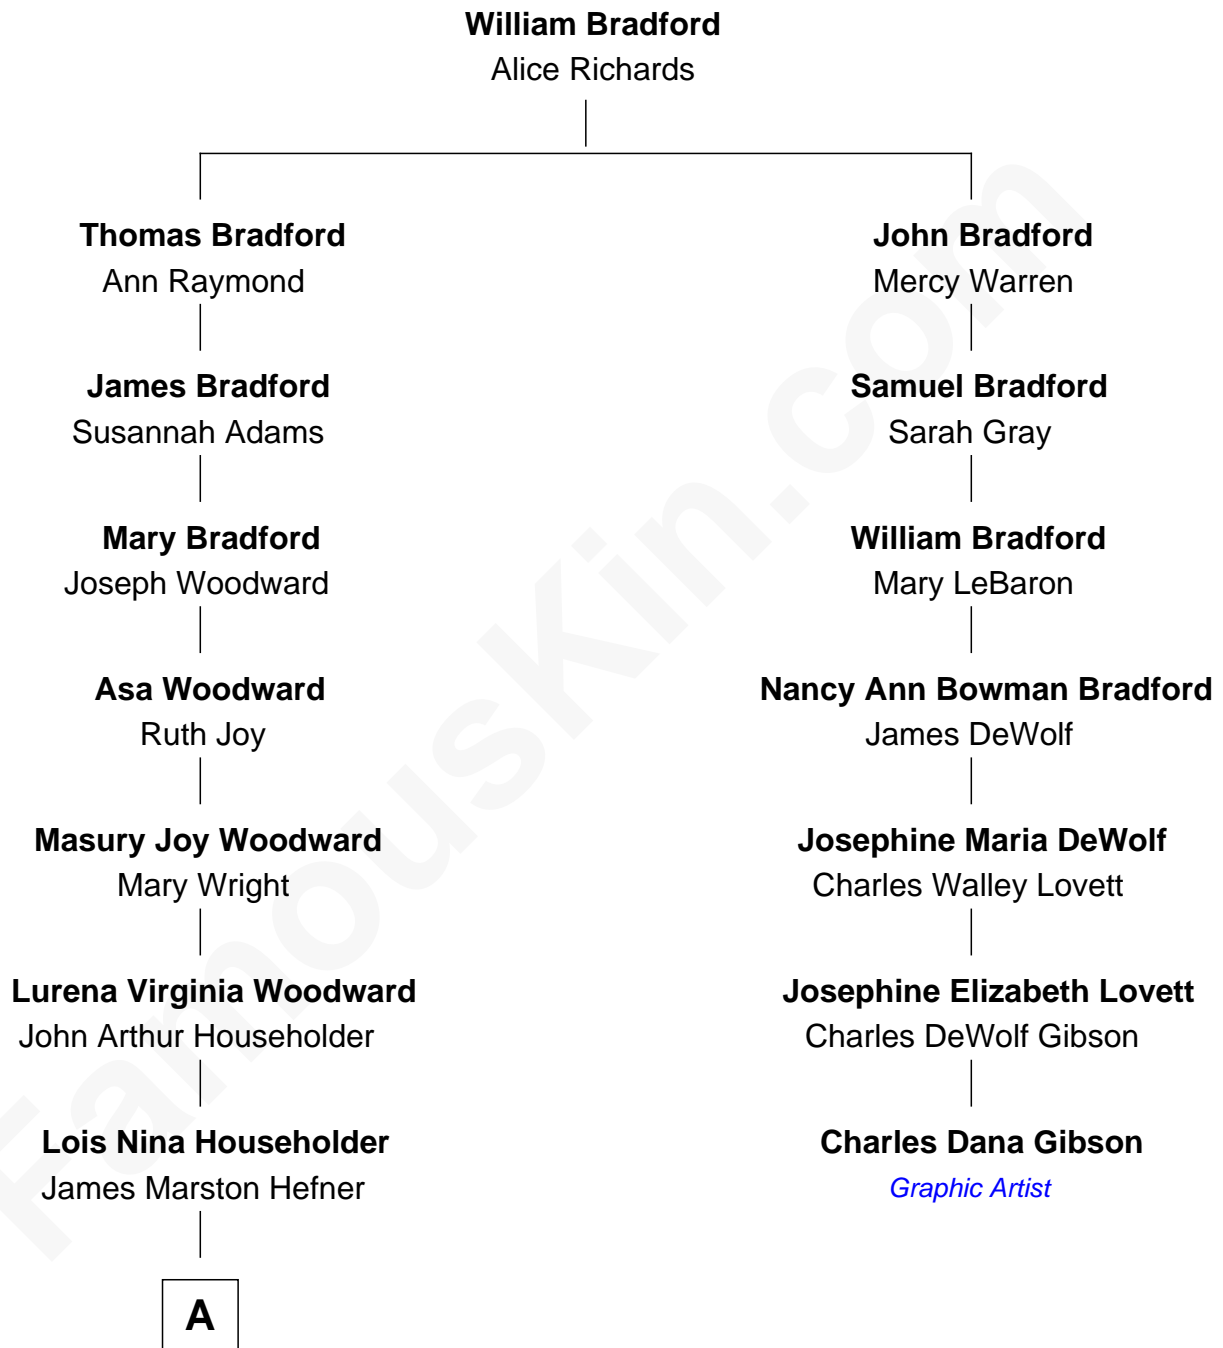 William Bradford
Alice Richards
Thomas Bradford
Ann Raymond
James Bradford
Susannah Adams
Mary Bradford
Joseph Woodward
Asa Woodward
Ruth Joy
Masury Joy Woodward
Mary Wright
Lurena Virginia Woodward
John Arthur Householder
Lois Nina Householder
James Marston Hefner
A
John Bradford
Mercy Warren
Samuel Bradford
Sarah Gray
William Bradford
Mary LeBaron
Nancy Ann Bowman Bradford
James DeWolf
Josephine Maria DeWolf
Charles Walley Lovett
Josephine Elizabeth Lovett
Charles DeWolf Gibson
Charles Dana Gibson
Graphic Artist
FamousKin.com